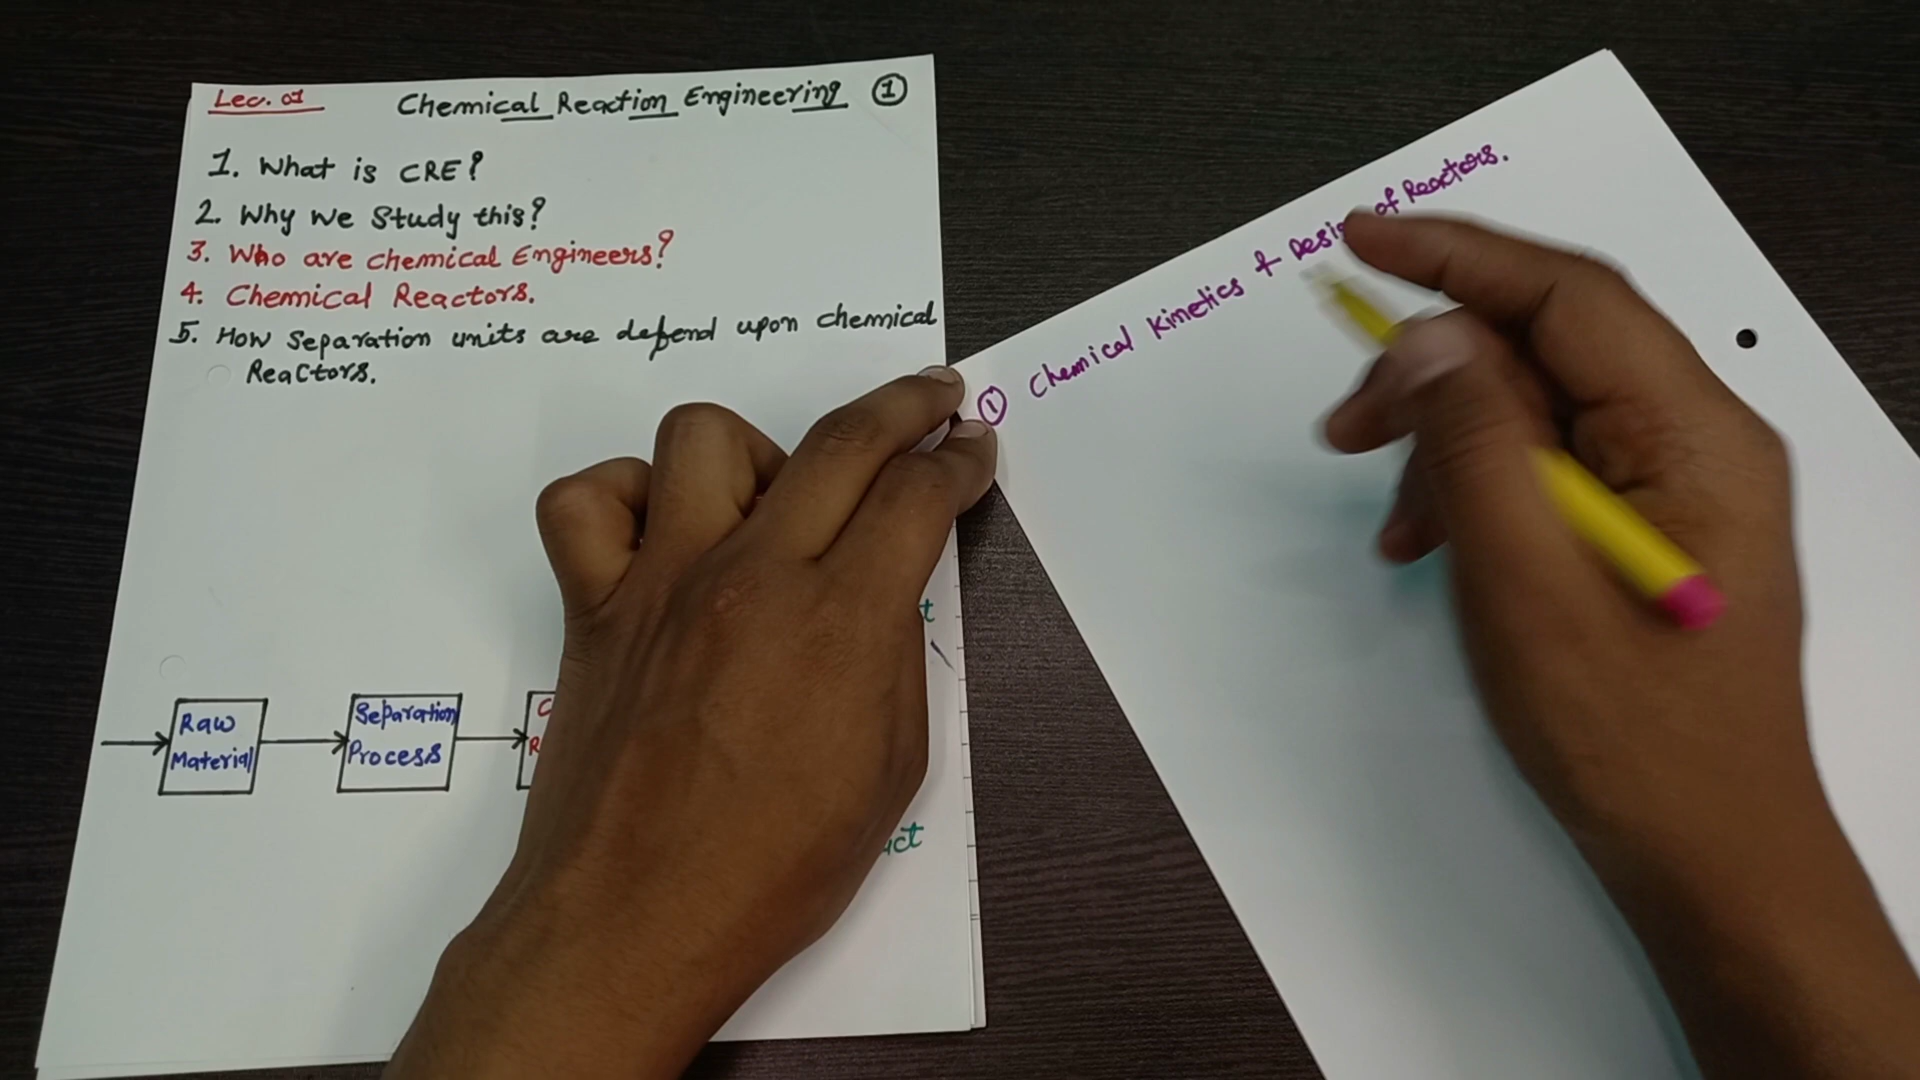 Lec. 01 Chemical Reaction Engineering ①
1. What is CRE?
2. Why We Study this?
3. Who are chemical Engineers?
4. Chemical Reactors.
5. How Separation units are depend upon chemical
Reactors.
Raw
Material
Separation
Process
① Chemical Kinetics & Design of Reactors.